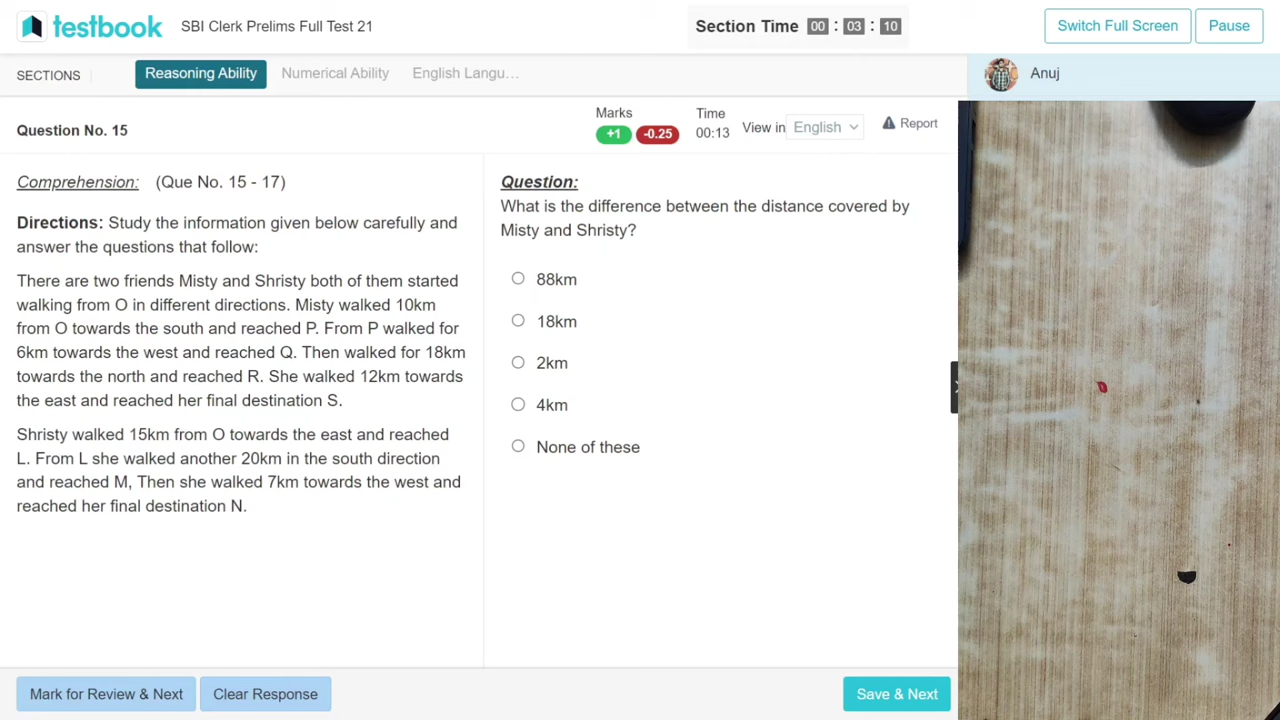 testbook SBI Clerk Prelims Full Test 21 Section Time 00 : 03 : 10 Switch Full Screen Pause
SECTIONS Reasoning Ability Numerical Ability English Langu... Anuj
Question No. 15 Marks +1 -0.25 Time 00:13 View in English Report
Comprehension: (Que No. 15 - 17)
Directions: Study the information given below carefully and
answer the questions that follow:
There are two friends Misty and Shristy both of them started
walking from O in different directions. Misty walked 10km
from O towards the south and reached P. From P walked for
6km towards the west and reached Q. Then walked for 18km
towards the north and reached R. She walked 12km towards
the east and reached her final destination S.
Shristy walked 15km from O towards the east and reached
L. From L she walked another 20km in the south direction
and reached M, Then she walked 7km towards the west and
reached her final destination N.
Question:
What is the difference between the distance covered by
Misty and Shristy?
88km
18km
2km
4km
None of these
Mark for Review & Next Clear Response Save & Next